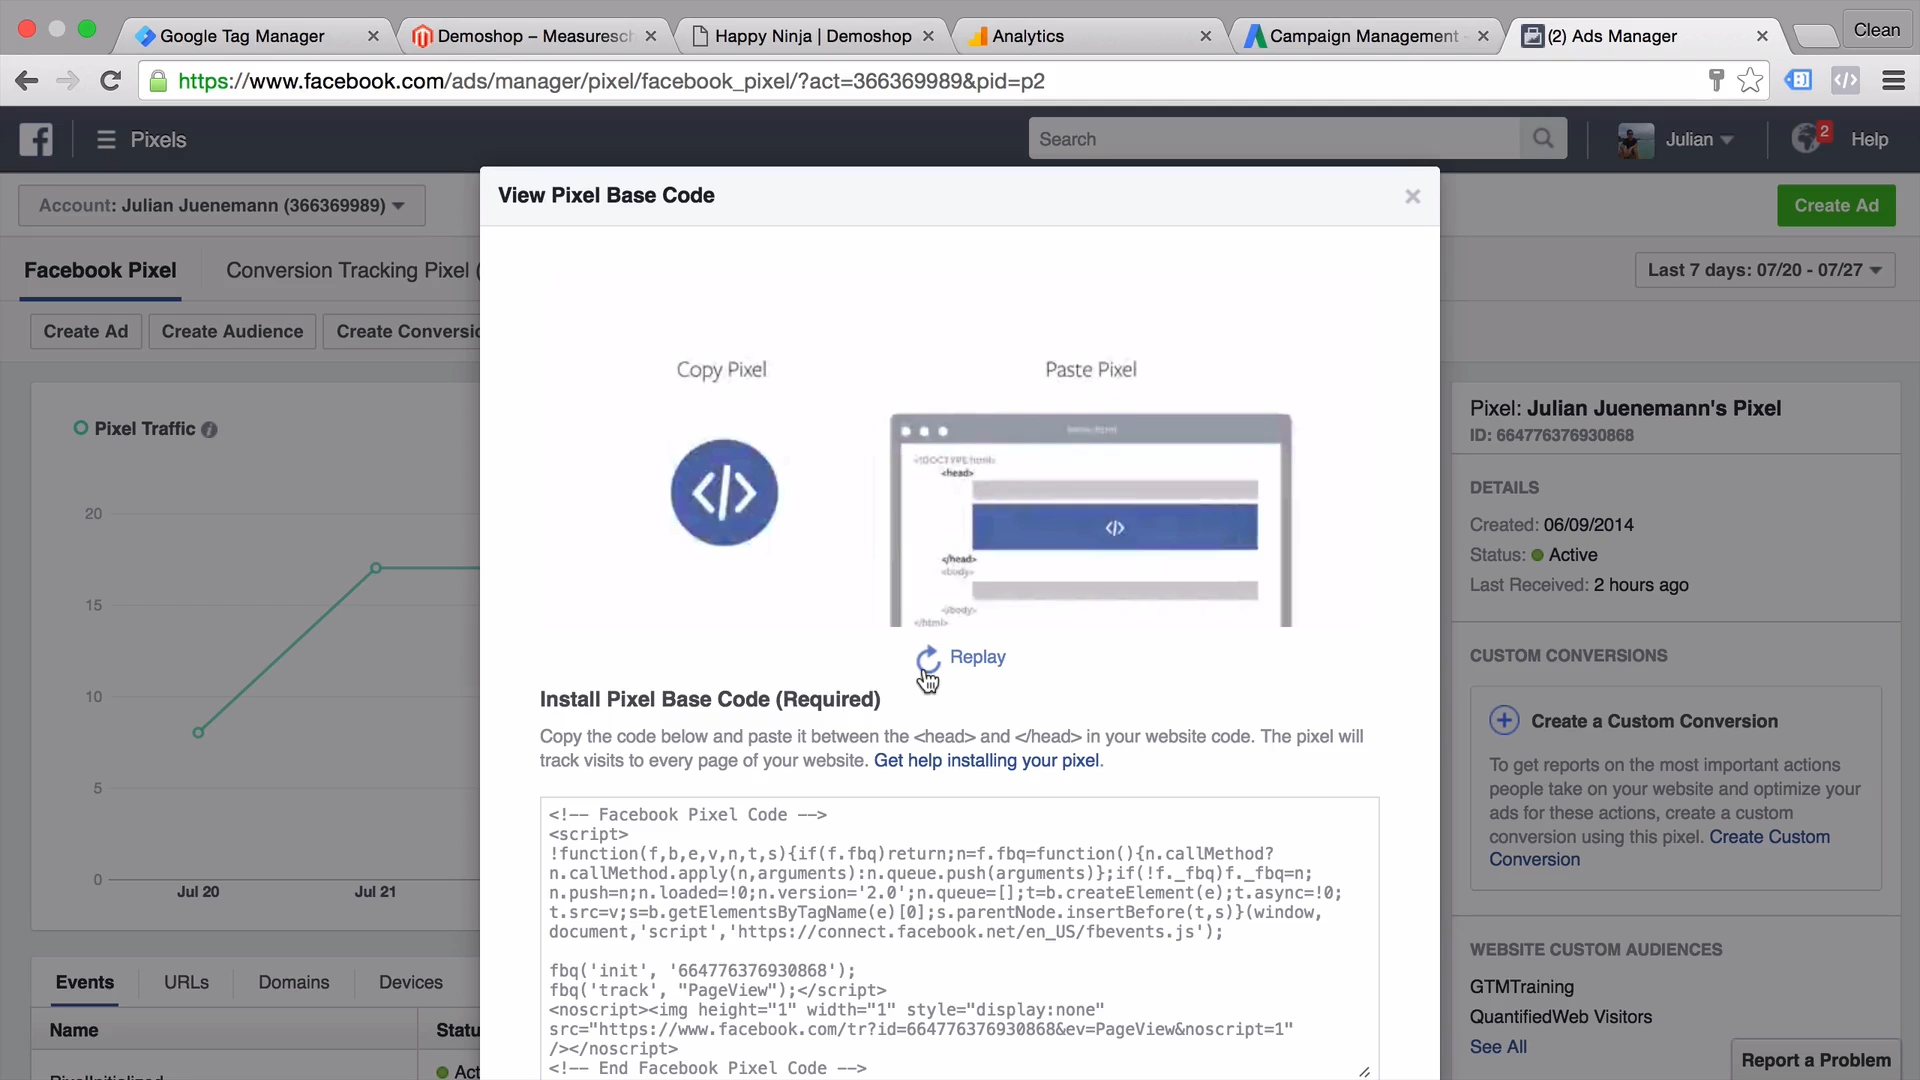 Google Tag Manager
Demoshop – Measuresch
Happy Ninja | Demoshop
Analytics
Campaign Management
(2) Ads Manager
Clean
https://www.facebook.com/ads/manager/pixel/facebook_pixel/?act=366369989&pid=p2
Pixels
Search
Julian
2
Help
Account: Julian Juenemann (366369989)
View Pixel Base Code
Create Ad
Facebook Pixel
Conversion Tracking Pixel (
Last 7 days: 07/20 - 07/27
Create Ad
Create Audience
Create Conversio
Copy Pixel
Paste Pixel
<!DOCTYPE html>
<head>
</head>
<body>
</body>
</html>
Replay
Pixel Traffic
20
15
10
5
0
Jul 20
Jul 21
Pixel: Julian Juenemann's Pixel
ID: 664776376930868
DETAILS
Created: 06/09/2014
Status: Active
Last Received: 2 hours ago
CUSTOM CONVERSIONS
Create a Custom Conversion
To get reports on the most important actions
people take on your website and optimize your
ads for these actions, create a custom
conversion using this pixel. Create Custom
Conversion
Install Pixel Base Code (Required)
Copy the code below and paste it between the <head> and </head> in your website code. The pixel will
track visits to every page of your website. Get help installing your pixel.
<!-- Facebook Pixel Code -->
<script>
!function(f,b,e,v,n,t,s){if(f.fbq)return;n=f.fbq=function(){n.callMethod?
n.callMethod.apply(n,arguments):n.queue.push(arguments)};if(!f._fbq)f._fbq=n;
n.push=n;n.loaded=!0;n.version='2.0';n.queue=[];t=b.createElement(e);t.async=!0;
t.src=v;s=b.getElementsByTagName(e)[0];s.parentNode.insertBefore(t,s)}(window,
document,'script','https://connect.facebook.net/en_US/fbevents.js');
fbq('init', '664776376930868');
fbq('track', "PageView");</script>
<noscript><img height="1" width="1" style="display:none"
src="https://www.facebook.com/tr?id=664776376930868&ev=PageView&noscript=1"
/></noscript>
<!-- End Facebook Pixel Code -->
Events
URLs
Domains
Devices
Name
Statu
Act
WEBSITE CUSTOM AUDIENCES
GTMTraining
QuantifiedWeb Visitors
See All
Report a Problem